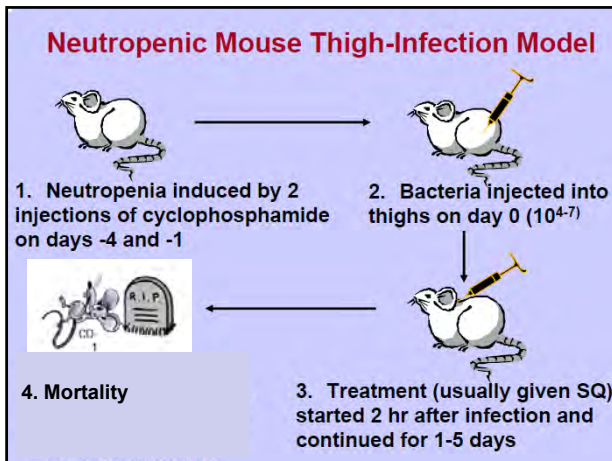 Neutropenic Mouse Thigh-Infection Model
1. Neutropenia induced by 2
injections of cyclophosphamide
on days -4 and -1
2. Bacteria injected into
thighs on day 0 (10⁴⁻⁷⁾
3. Treatment (usually given SQ)
started 2 hr after infection and
continued for 1-5 days
R.I.P.
CD-
1
4. Mortality